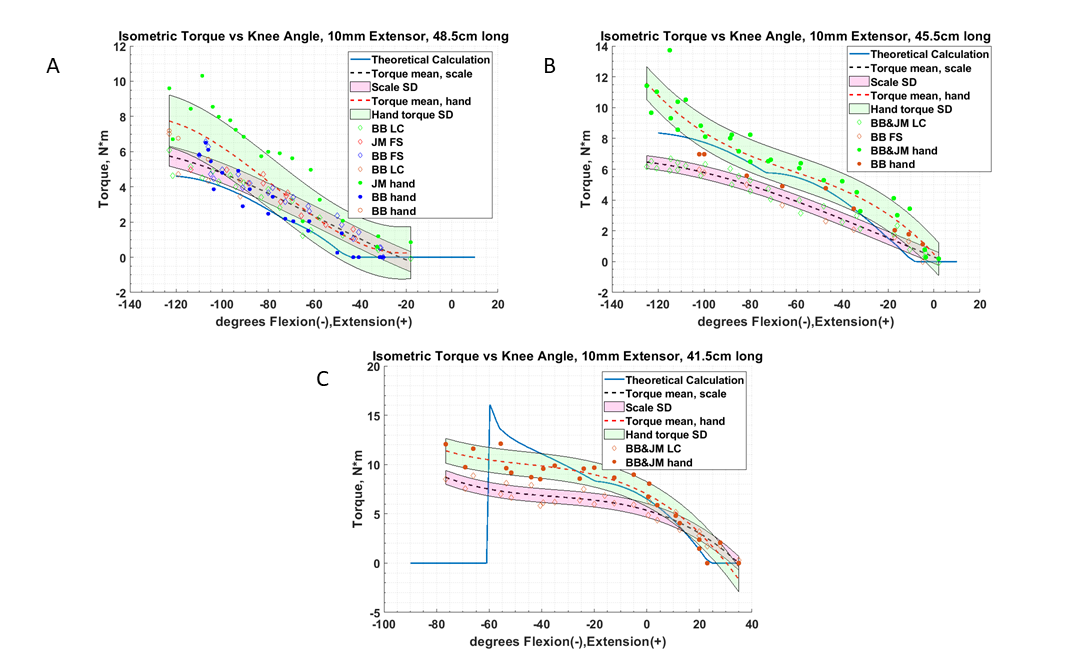 A
Isometric Torque vs Knee Angle, 10mm Extensor, 48.5cm long
12
10
8
6
4
2
0
-2
Torque, N*m
-140
-120
-100
-80
-60
-40
-20
0
20
degrees Flexion(-),Extension(+)
Theoretical Calculation
Torque mean, scale
Scale SD
Torque mean, hand
Hand torque SD
BB LC
JM FS
BB FS
BB LC
JM hand
BB hand
BB hand
B
Isometric Torque vs Knee Angle, 10mm Extensor, 45.5cm long
14
12
10
8
6
4
2
0
-2
Torque, N*m
-140
-120
-100
-80
-60
-40
-20
0
20
degrees Flexion(-),Extension(+)
Theoretical Calculation
Torque mean, scale
Scale SD
Torque mean, hand
Hand torque SD
BB&JM LC
BB FS
BB&JM hand
BB hand
C
Isometric Torque vs Knee Angle, 10mm Extensor, 41.5cm long
20
15
10
5
0
-5
Torque, N*m
-100
-80
-60
-40
-20
0
20
40
degrees Flexion(-),Extension(+)
Theoretical Calculation
Torque mean, scale
Scale SD
Torque mean, hand
Hand torque SD
BB&JM LC
BB&JM hand